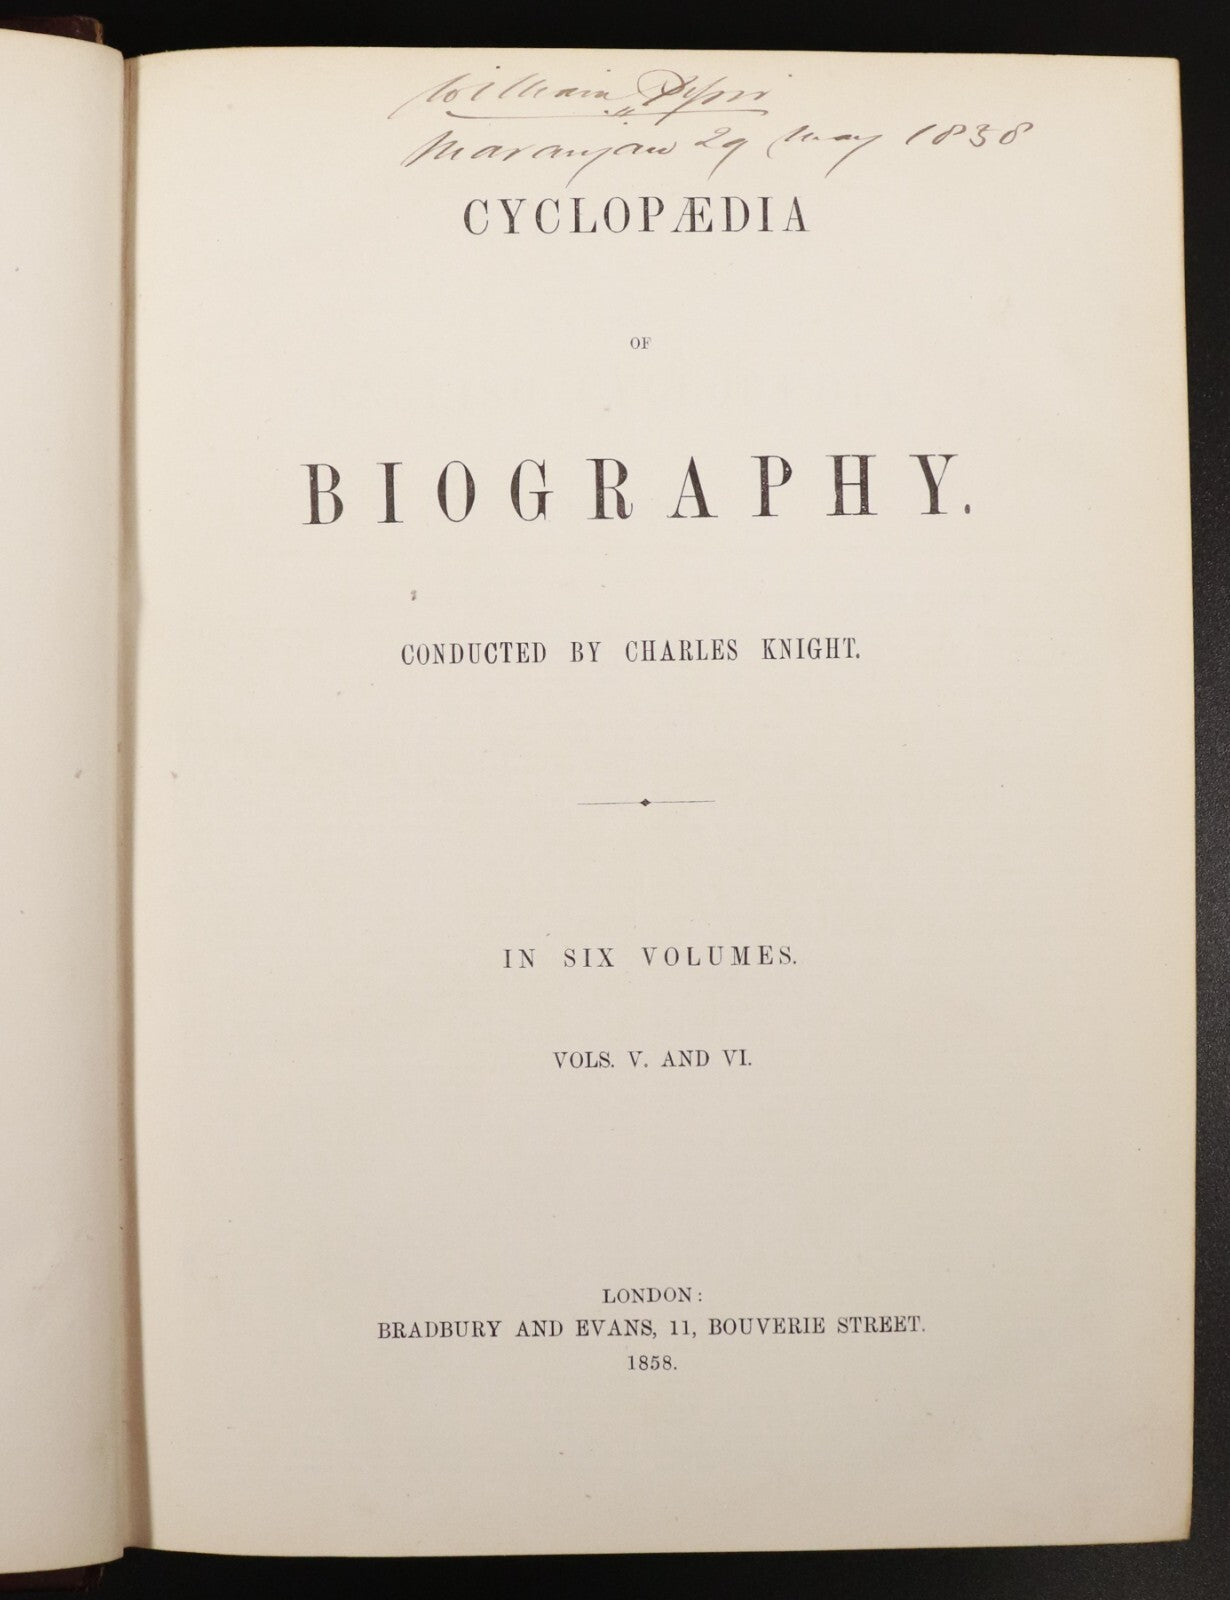 William
29 May 1858
CYCLOPÆDIA
OF
BIOGRAPHY.
CONDUCTED BY CHARLES KNIGHT.
IN SIX VOLUMES.
VOLS. V. AND VI.
LONDON:
BRADBURY AND EVANS, 11, BOUVERIE STREET.
1858.